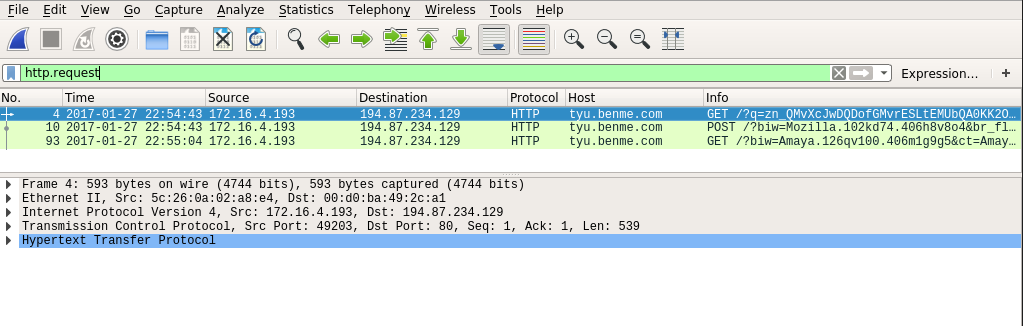 File Edit View Go Capture Analyze Statistics Telephony Wireless Tools Help
http.request Expression… +
No. Time Source Destination Protocol Host Info
4 2017-01-27 22:54:43 172.16.4.193 194.87.234.129 HTTP tyu.benme.com GET /?q=zn_QMvXcJwDQDofGMvrESLtEMUbQA0KK2O…
10 2017-01-27 22:54:43 172.16.4.193 194.87.234.129 HTTP tyu.benme.com POST /?biw=Mozilla.102kd74.406h8v8o4&br_fl…
93 2017-01-27 22:55:04 172.16.4.193 194.87.234.129 HTTP tyu.benme.com GET /?biw=Amaya.126qv100.406m1g9g5&ct=Amay…
Frame 4: 593 bytes on wire (4744 bits), 593 bytes captured (4744 bits)
Ethernet II, Src: 5c:26:0a:02:a8:e4, Dst: 00:d0:ba:49:2c:a1
Internet Protocol Version 4, Src: 172.16.4.193, Dst: 194.87.234.129
Transmission Control Protocol, Src Port: 49203, Dst Port: 80, Seq: 1, Ack: 1, Len: 539
Hypertext Transfer Protocol